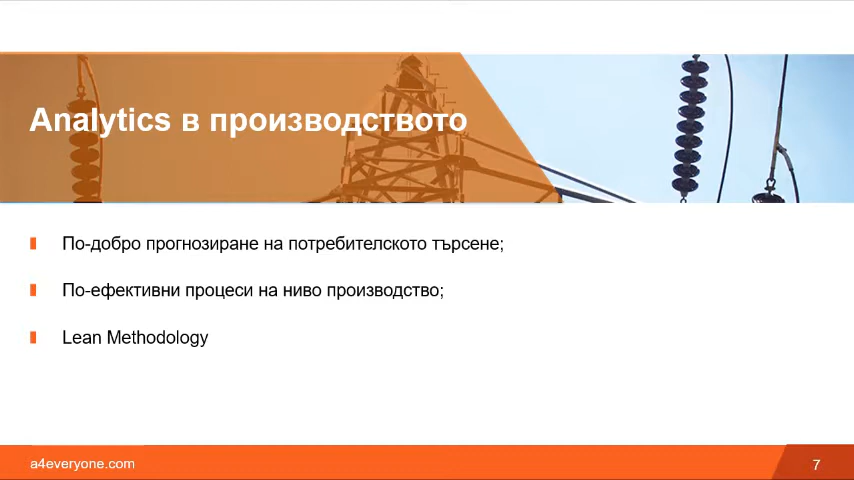 Analytics в производството
По-добро прогнозиране на потребителското търсене;
По-ефективни процеси на ниво производство;
Lean Methodology
a4everyone.com
7